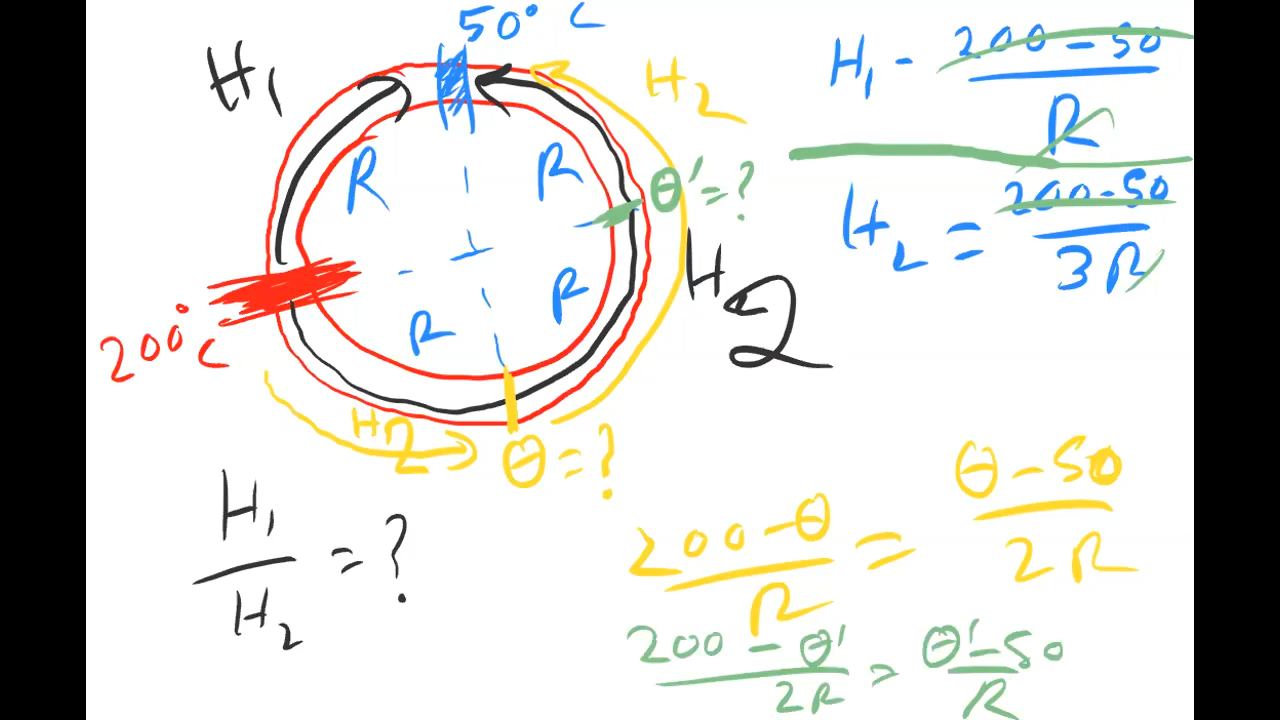 50° C
H₁
H₂
R
R
θ' = ?
200° C
R
R
H₂
H₂
θ = ?
H₁ - (200 - 50)/R
H₂ = (200-50)/3R
H₁/H₂ = ?
(200 - θ)/R = (θ - 50)/2R
(200 - θ')/2R = (θ' - 50)/R